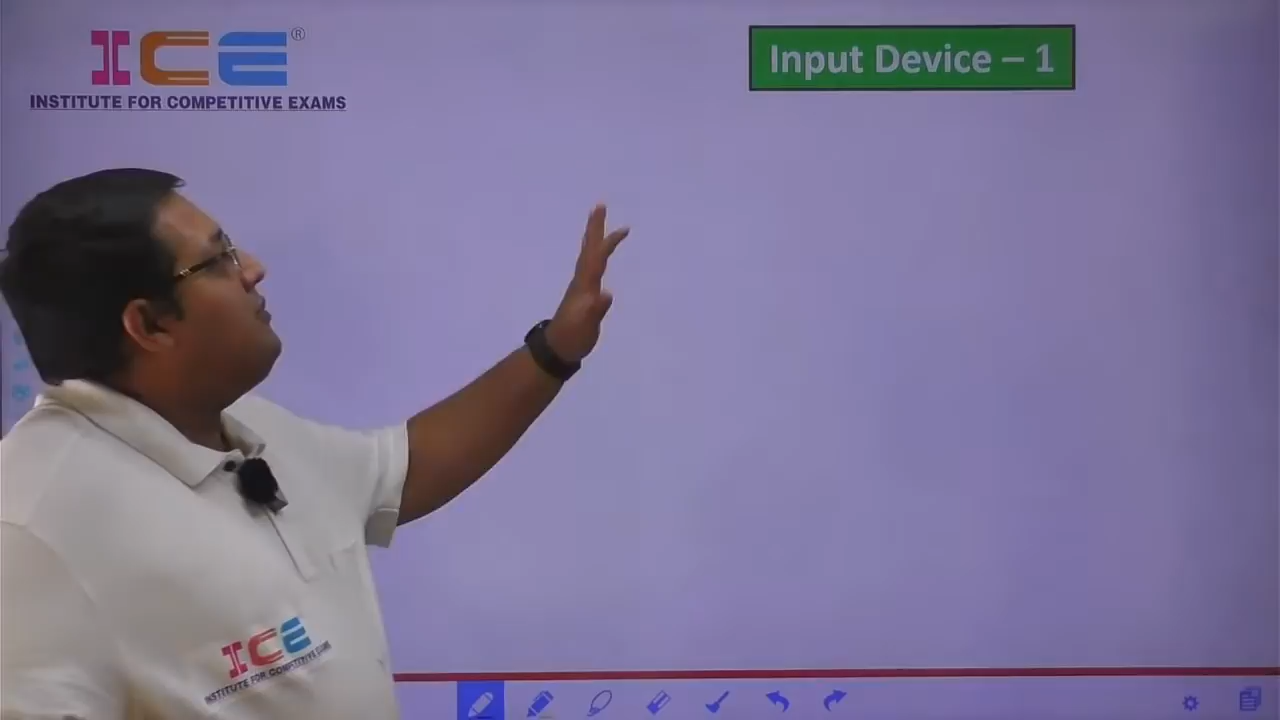 ICE®
INSTITUTE FOR COMPETITIVE EXAMS
Input Device – 1
ICE
INSTITUTE FOR COMPETITIVE EXAMS